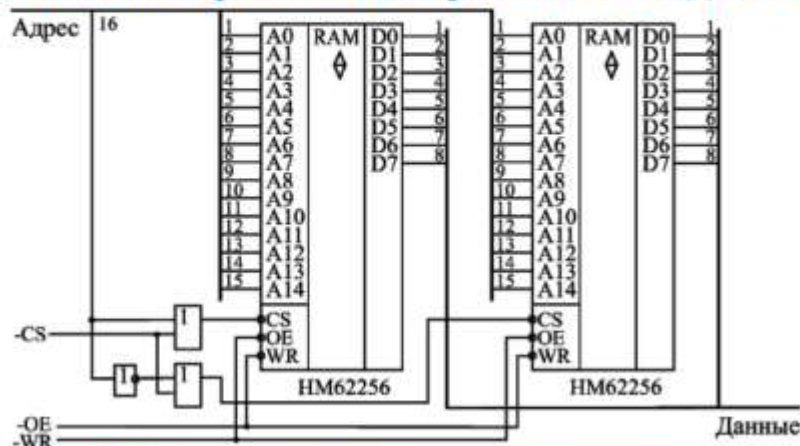 Адрес
16
1 A0 RAM D0 1
2 A1 D1 2
3 A2 D2 3
4 A3 D3 4
5 A4 D4 5
6 A5 D5 6
7 A6 D6 7
8 A7 D7 8
9 A8
10 A9
11 A10
12 A11
13 A12
14 A13
15 A14
CS
OE
WR
HM62256
1 A0 RAM D0 1
2 A1 D1 2
3 A2 D2 3
4 A3 D3 4
5 A4 D4 5
6 A5 D5 6
7 A6 D6 7
8 A7 D7 8
9 A8
10 A9
11 A10
12 A11
13 A12
14 A13
15 A14
CS
OE
WR
HM62256
1
-CS
1 1
-OE
-WR
Данные